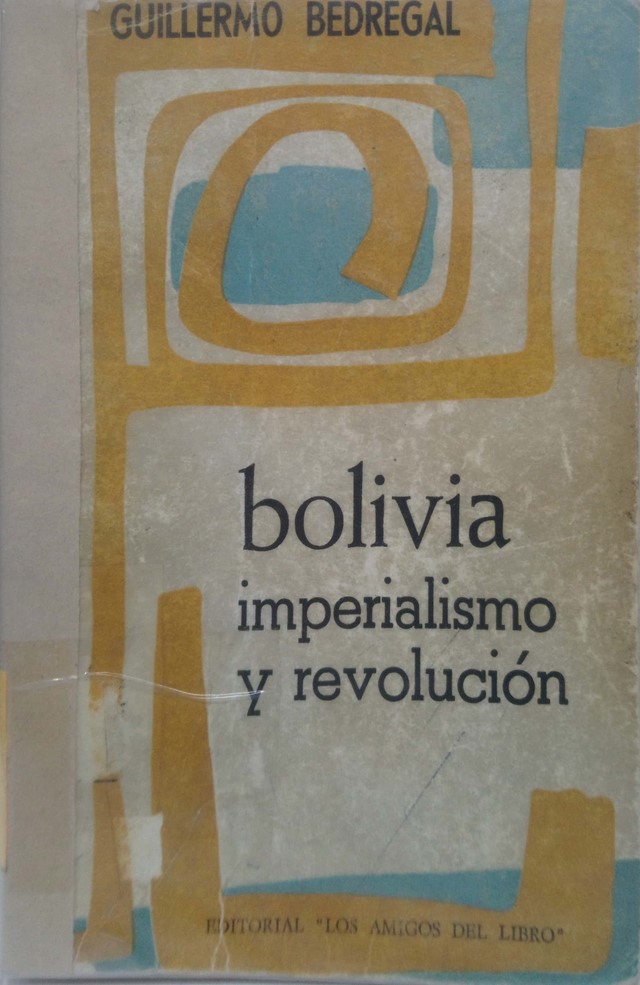 GUILLERMO BEDREGAL
bolivia
imperialismo
y revolución
EDITORIAL "LOS AMIGOS DEL LIBRO"